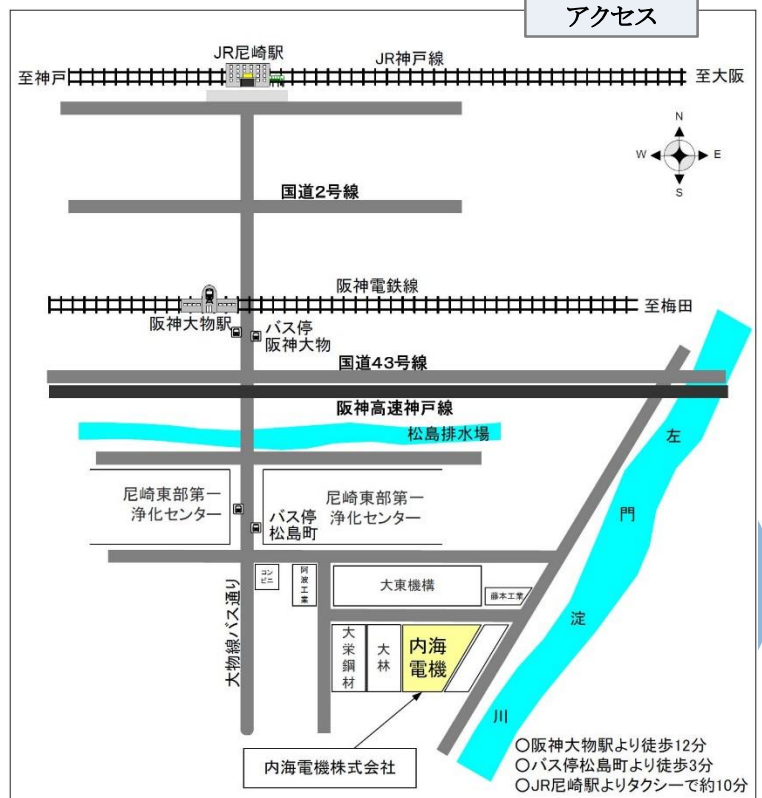 アクセス
JR尼崎駅
JR神戸線
至神戸
至大阪
N
W
E
S
国道2号線
阪神電鉄線
至梅田
阪神大物駅
バス停
阪神大物
国道43号線
阪神高速神戸線
松島排水場
左
門
淀
川
尼崎東部第一
浄化センター
尼崎東部第一
浄化センター
バス停
松島町
コン
ビニ
阿波工業
大東機構
藤本工業
大物線バス通り
大栄鋼材
大林
内海
電機
内海電機株式会社
○阪神大物駅より徒歩12分
○バス停松島町より徒歩3分
○JR尼崎駅よりタクシーで約10分